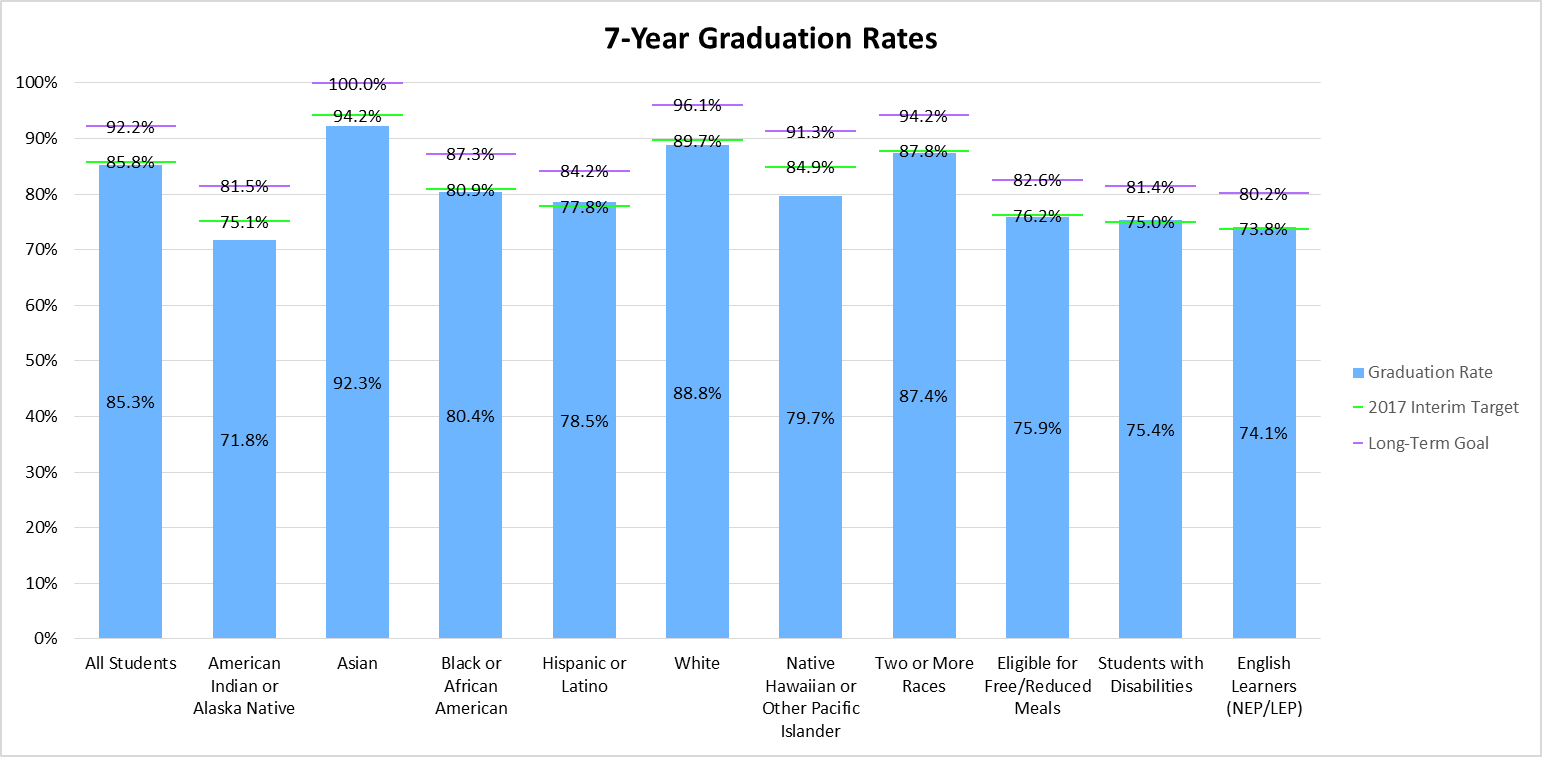 7-Year Graduation Rates
100%
90%
80%
70%
60%
50%
40%
30%
20%
10%
0%
92.2%
85.8%
85.3%
81.5%
75.1%
71.8%
100.0%
94.2%
92.3%
87.3%
80.9%
80.4%
84.2%
77.8%
78.5%
96.1%
89.7%
88.8%
91.3%
84.9%
79.7%
94.2%
87.8%
87.4%
82.6%
76.2%
75.9%
81.4%
75.0%
75.4%
80.2%
73.8%
74.1%
All Students
American
Indian or
Alaska Native
Asian
Black or
African
American
Hispanic or
Latino
White
Native
Hawaiian or
Other Pacific
Islander
Two or More
Races
Eligible for
Free/Reduced
Meals
Students with
Disabilities
English
Learners
(NEP/LEP)
Graduation Rate
2017 Interim Target
Long-Term Goal